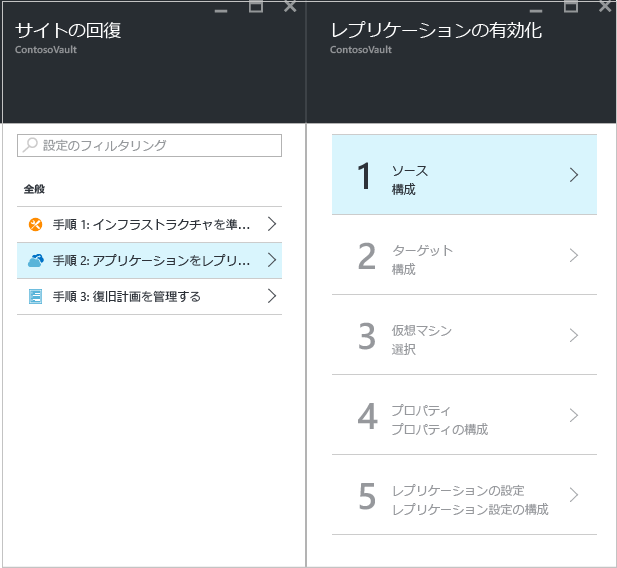 サイトの回復
ContosoVault
設定のフィルタリング
全般
手順 1: インフラストラクチャを準...
手順 2: アプリケーションをレプリ...
手順 3: 復旧計画を管理する
レプリケーションの有効化
ContosoVault
1
ソース
構成
2
ターゲット
構成
3
仮想マシン
選択
4
プロパティ
プロパティの構成
5
レプリケーションの設定
レプリケーション設定の構成